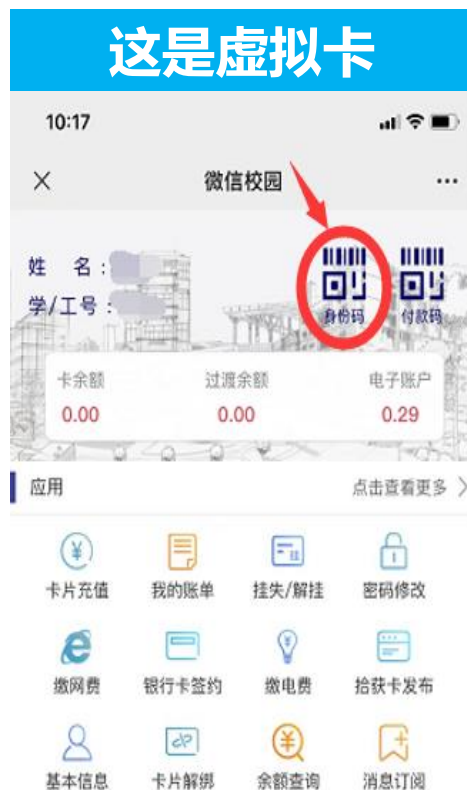 这是虚拟卡
10:17
微信校园
姓 名：
学/工号：
身份码 付款码
卡余额 过渡余额 电子账户
0.00 0.00 0.29
应用 点击查看更多
卡片充值 我的账单 挂失/解挂 密码修改
缴网费 银行卡签约 缴电费 拾获卡发布
基本信息 卡片解绑 余额查询 消息订阅